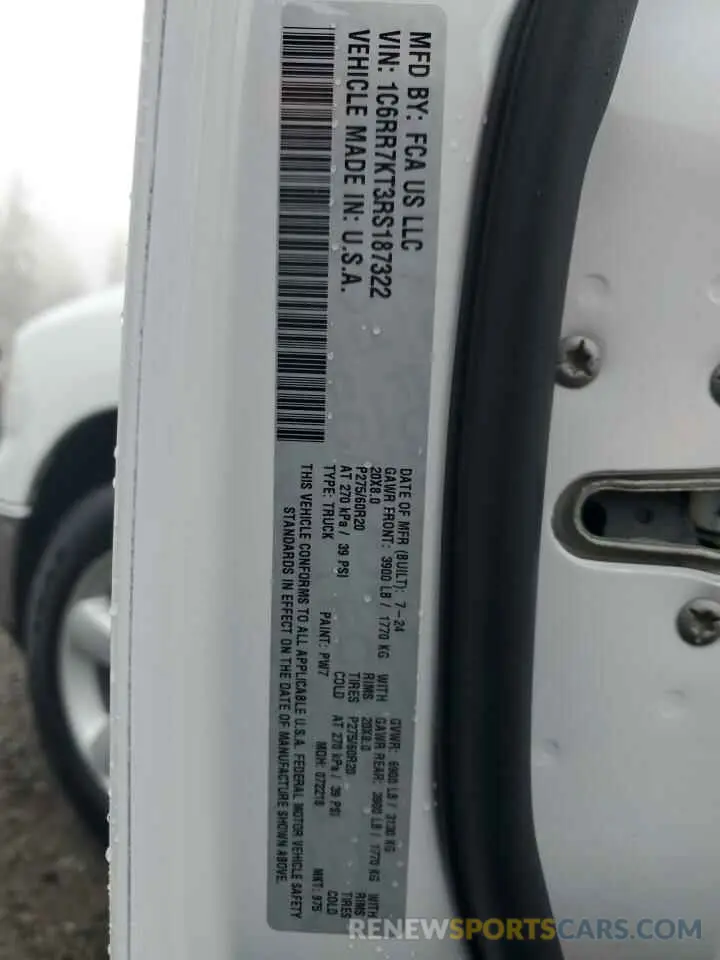 MFD BY: FCA US LLC
VIN: 1C6RR7KT3RS187322
VEHICLE MADE IN: U.S.A.
DATE OF MFR (BUILT): 7-24 GVWR: 6900 LB / 3130 KG
GAWR FRONT: 3900 LB / 1770 KG WITH GAWR REAR: 3900 LB / 1770 KG WITH
20X8.0 RIMS 20X8.0 RIMS
P275/60R20 TIRES P275/60R20 TIRES
AT 270 kPa / 39 PSI COLD AT 270 kPa / 39 PSI COLD
TYPE: TRUCK PAINT: PW7 MDH: 072218 MKT: 975
THIS VEHICLE CONFORMS TO ALL APPLICABLE U.S.A. FEDERAL MOTOR VEHICLE SAFETY
STANDARDS IN EFFECT ON THE DATE OF MANUFACTURE SHOWN ABOVE.
RENEWSPORTSCAR.COM